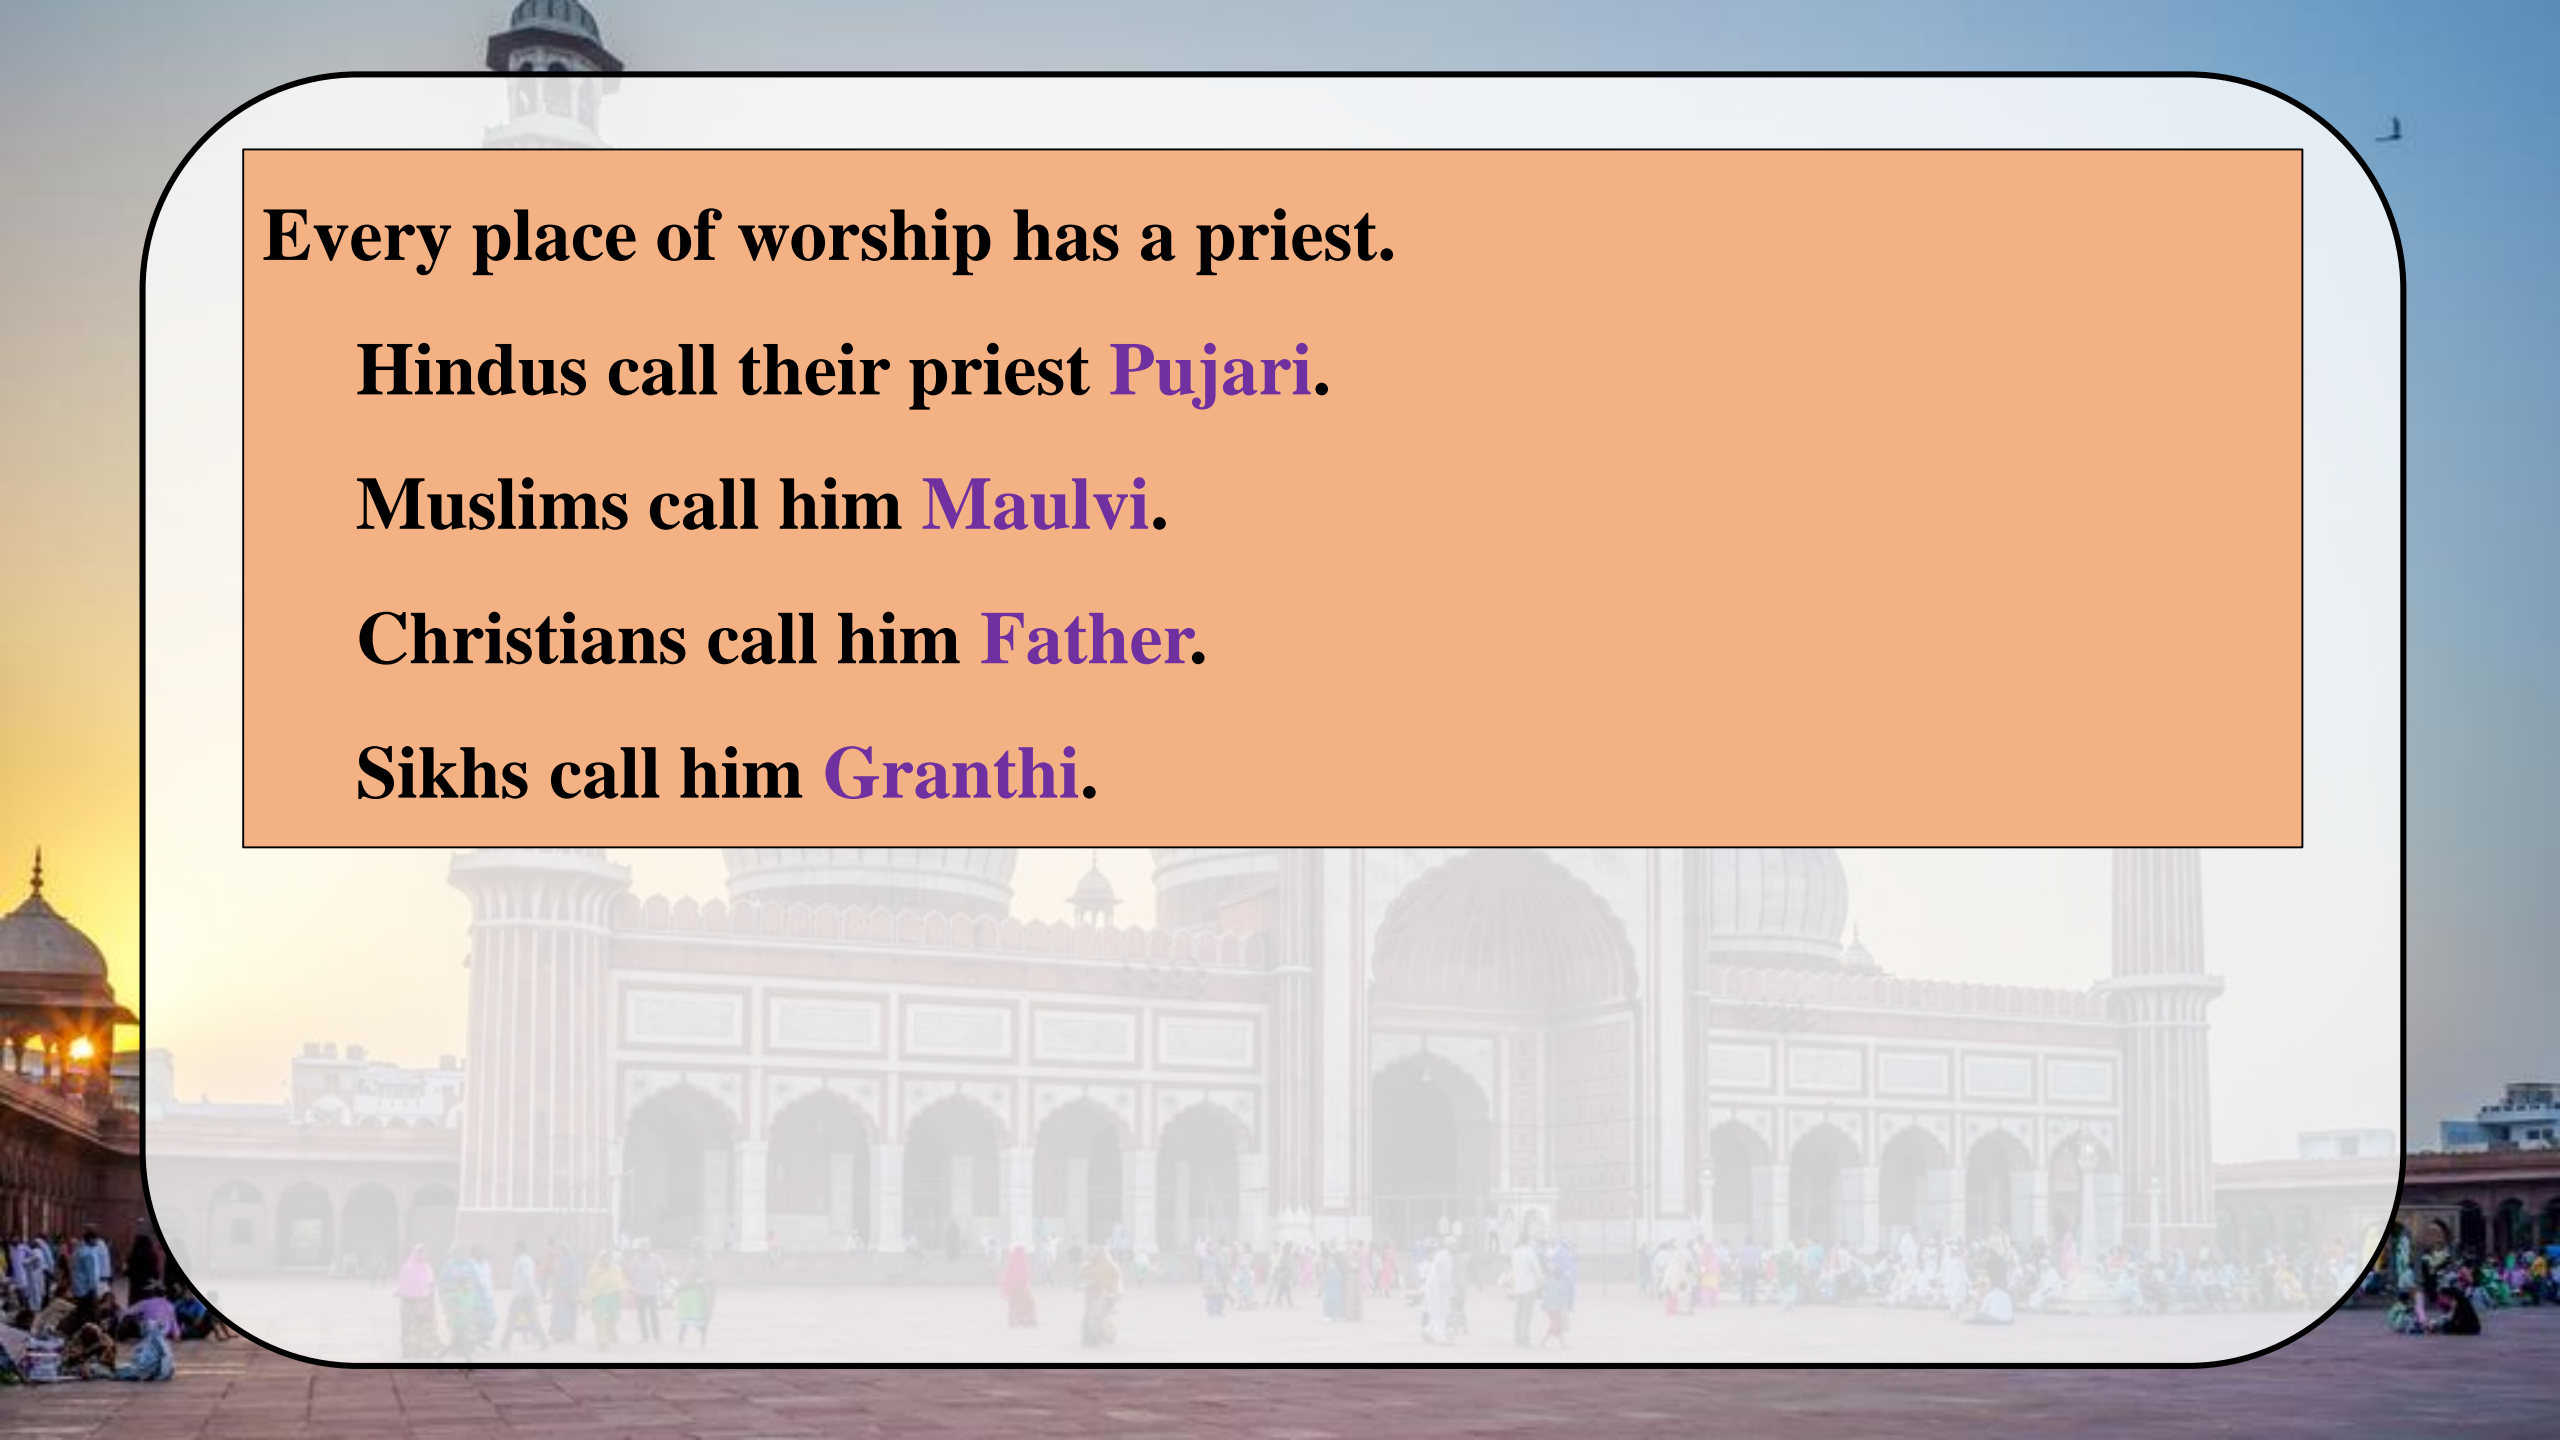 Every place of worship has a priest.
Hindus call their priest Pujari.
Muslims call him Maulvi.
Christians call him Father.
Sikhs call him Granthi.